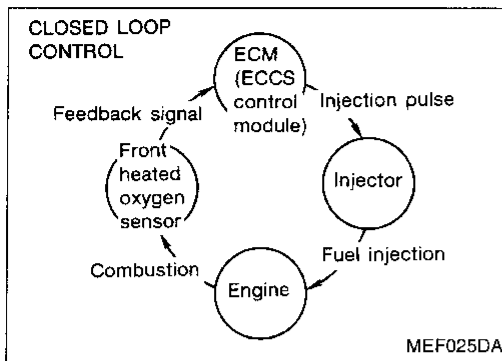 CLOSED LOOP
CONTROL
ECM
(ECCS
control
module)
Injection pulse
Injector
Fuel injection
Engine
Combustion
Front
heated
oxygen
sensor
Feedback signal
MEF025DA